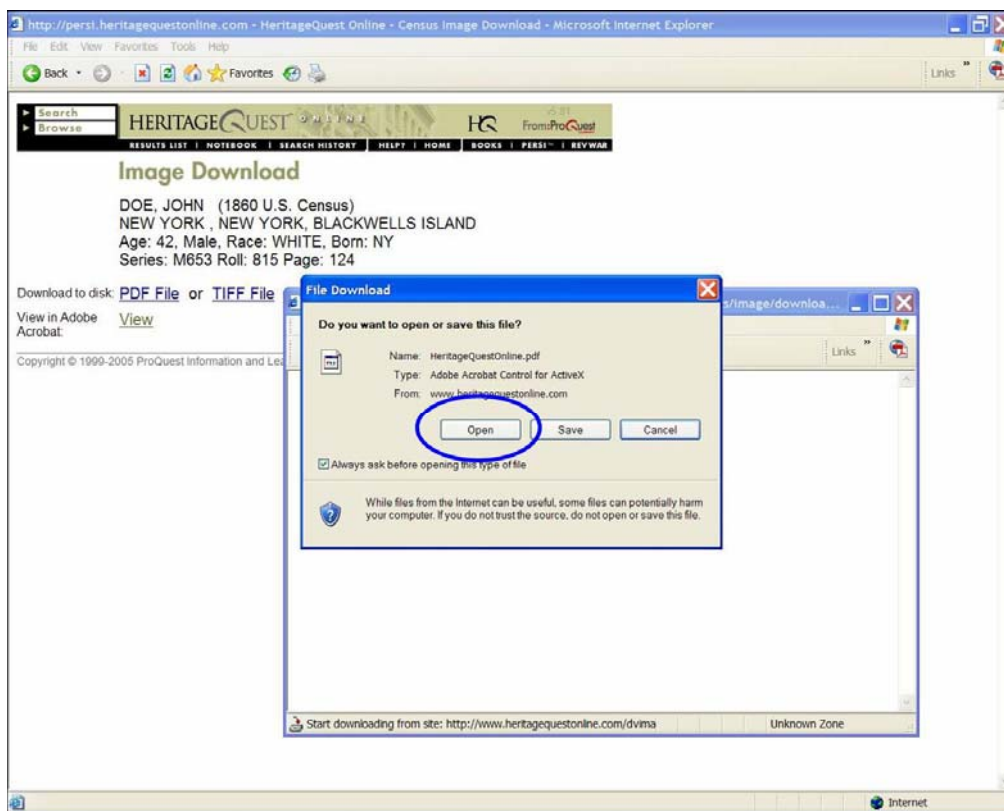 http://persi.heritagequestonline.com - HeritageQuest Online - Census Image Download - Microsoft Internet Explorer
File Edit View Favorites Tools Help
Back Favorites Links »
Search
Browse
HERITAGEQUEST ONLINE HQ From:ProQuest
RESULTS LIST | NOTEBOOK | SEARCH HISTORY | HELP? | HOME | BOOKS | PERSI™ | REVWAR
Image Download
DOE, JOHN (1860 U.S. Census)
NEW YORK , NEW YORK, BLACKWELLS ISLAND
Age: 42, Male, Race: WHITE, Born: NY
Series: M653 Roll: 815 Page: 124
Download to disk: PDF File or TIFF File
View in Adobe Acrobat: View
Copyright © 1999-2005 ProQuest Information and Lea
s/image/downloa...
Links »
File Download
Do you want to open or save this file?
Name: HeritageQuestOnline.pdf
Type: Adobe Acrobat Control for ActiveX
From: www.heritagequestonline.com
Open Save Cancel
Always ask before opening this type of file
While files from the Internet can be useful, some files can potentially harm
your computer. If you do not trust the source, do not open or save this file.
Start downloading from site: http://www.heritagequestonline.com/dvima Unknown Zone
Internet